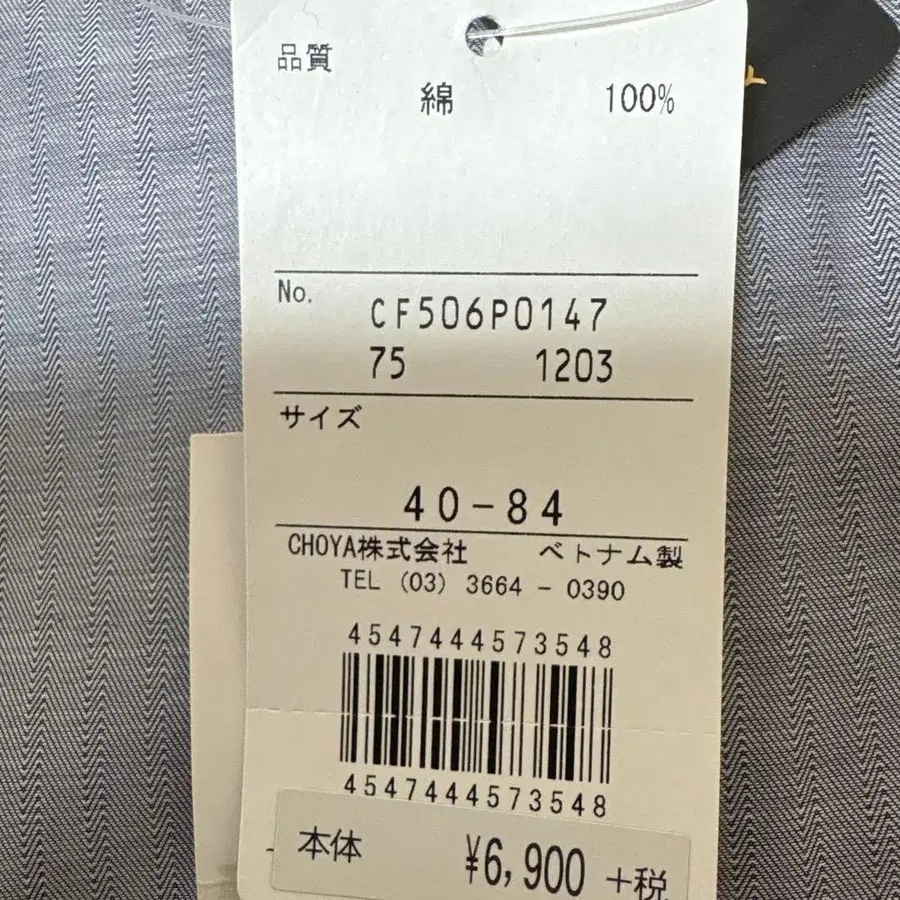 品質
綿 100%
No.
CF506P0147
75 1203
サイズ
40-84
CHOYA株式会社 ベトナム製
TEL (03) 3664 - 0390
4547444573548
4547444573548
本体 ¥6,900 +税